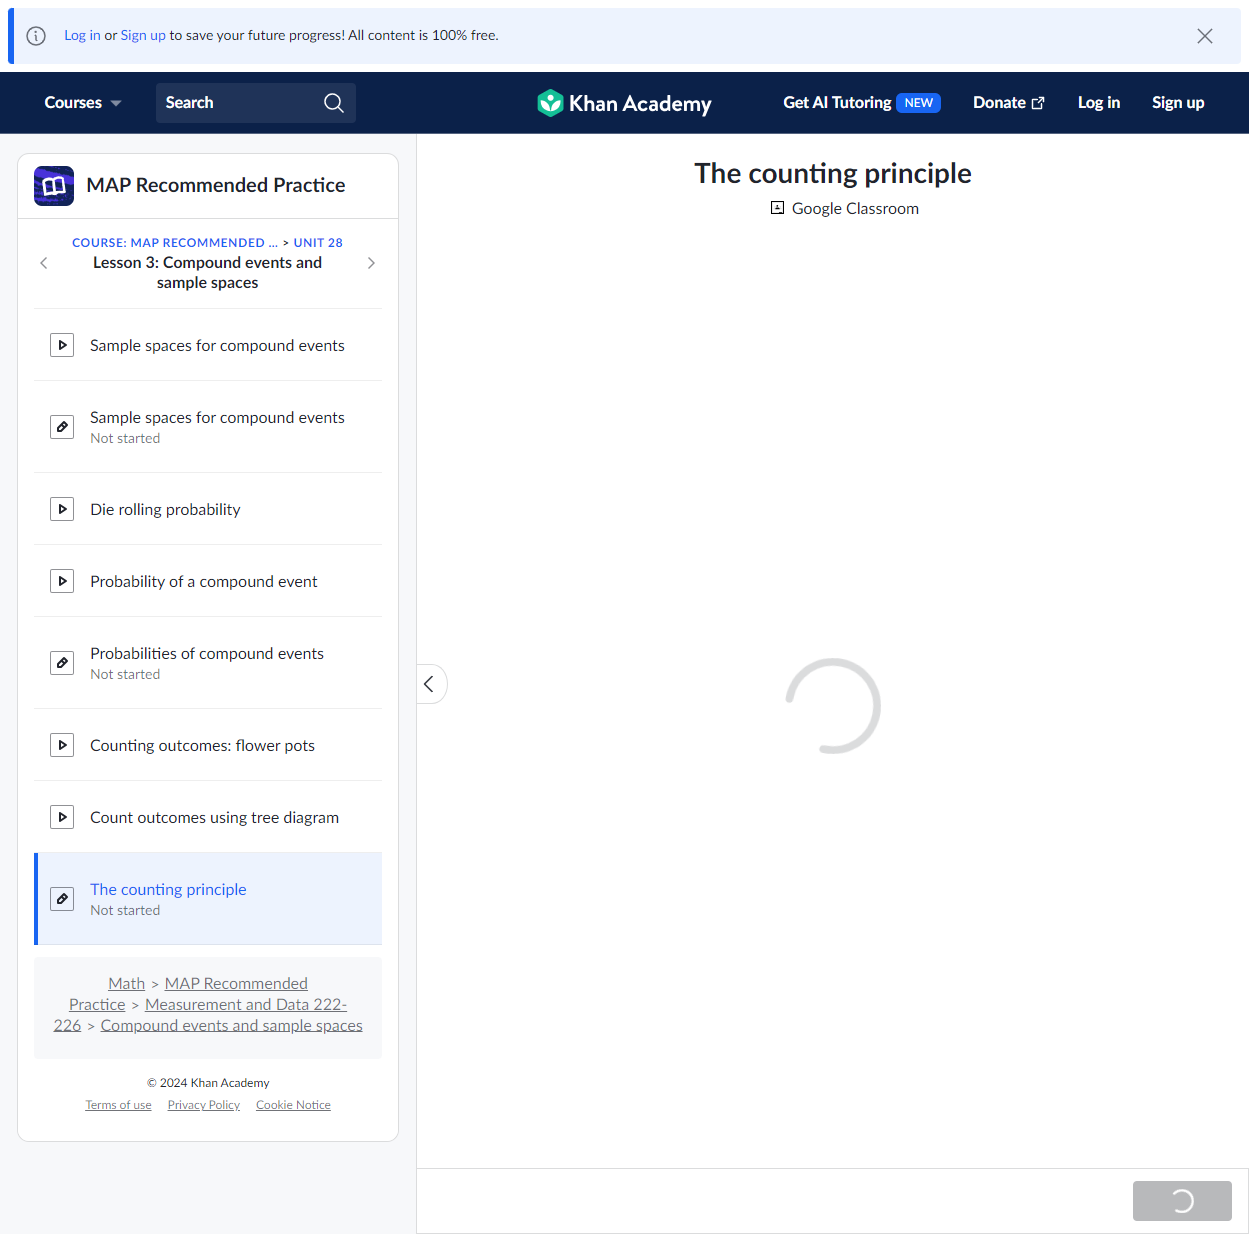 Log in or Sign up to save your future progress! All content is 100% free.
Courses
Search
Khan Academy
Get AI Tutoring NEW
Donate
Log in
Sign up
MAP Recommended Practice
COURSE: MAP RECOMMENDED ... > UNIT 28
Lesson 3: Compound events and
sample spaces
Sample spaces for compound events
Sample spaces for compound events
Not started
Die rolling probability
Probability of a compound event
Probabilities of compound events
Not started
Counting outcomes: flower pots
Count outcomes using tree diagram
The counting principle
Not started
Math > MAP Recommended
Practice > Measurement and Data 222-
226 > Compound events and sample spaces
© 2024 Khan Academy
Terms of use Privacy Policy Cookie Notice
The counting principle
Google Classroom